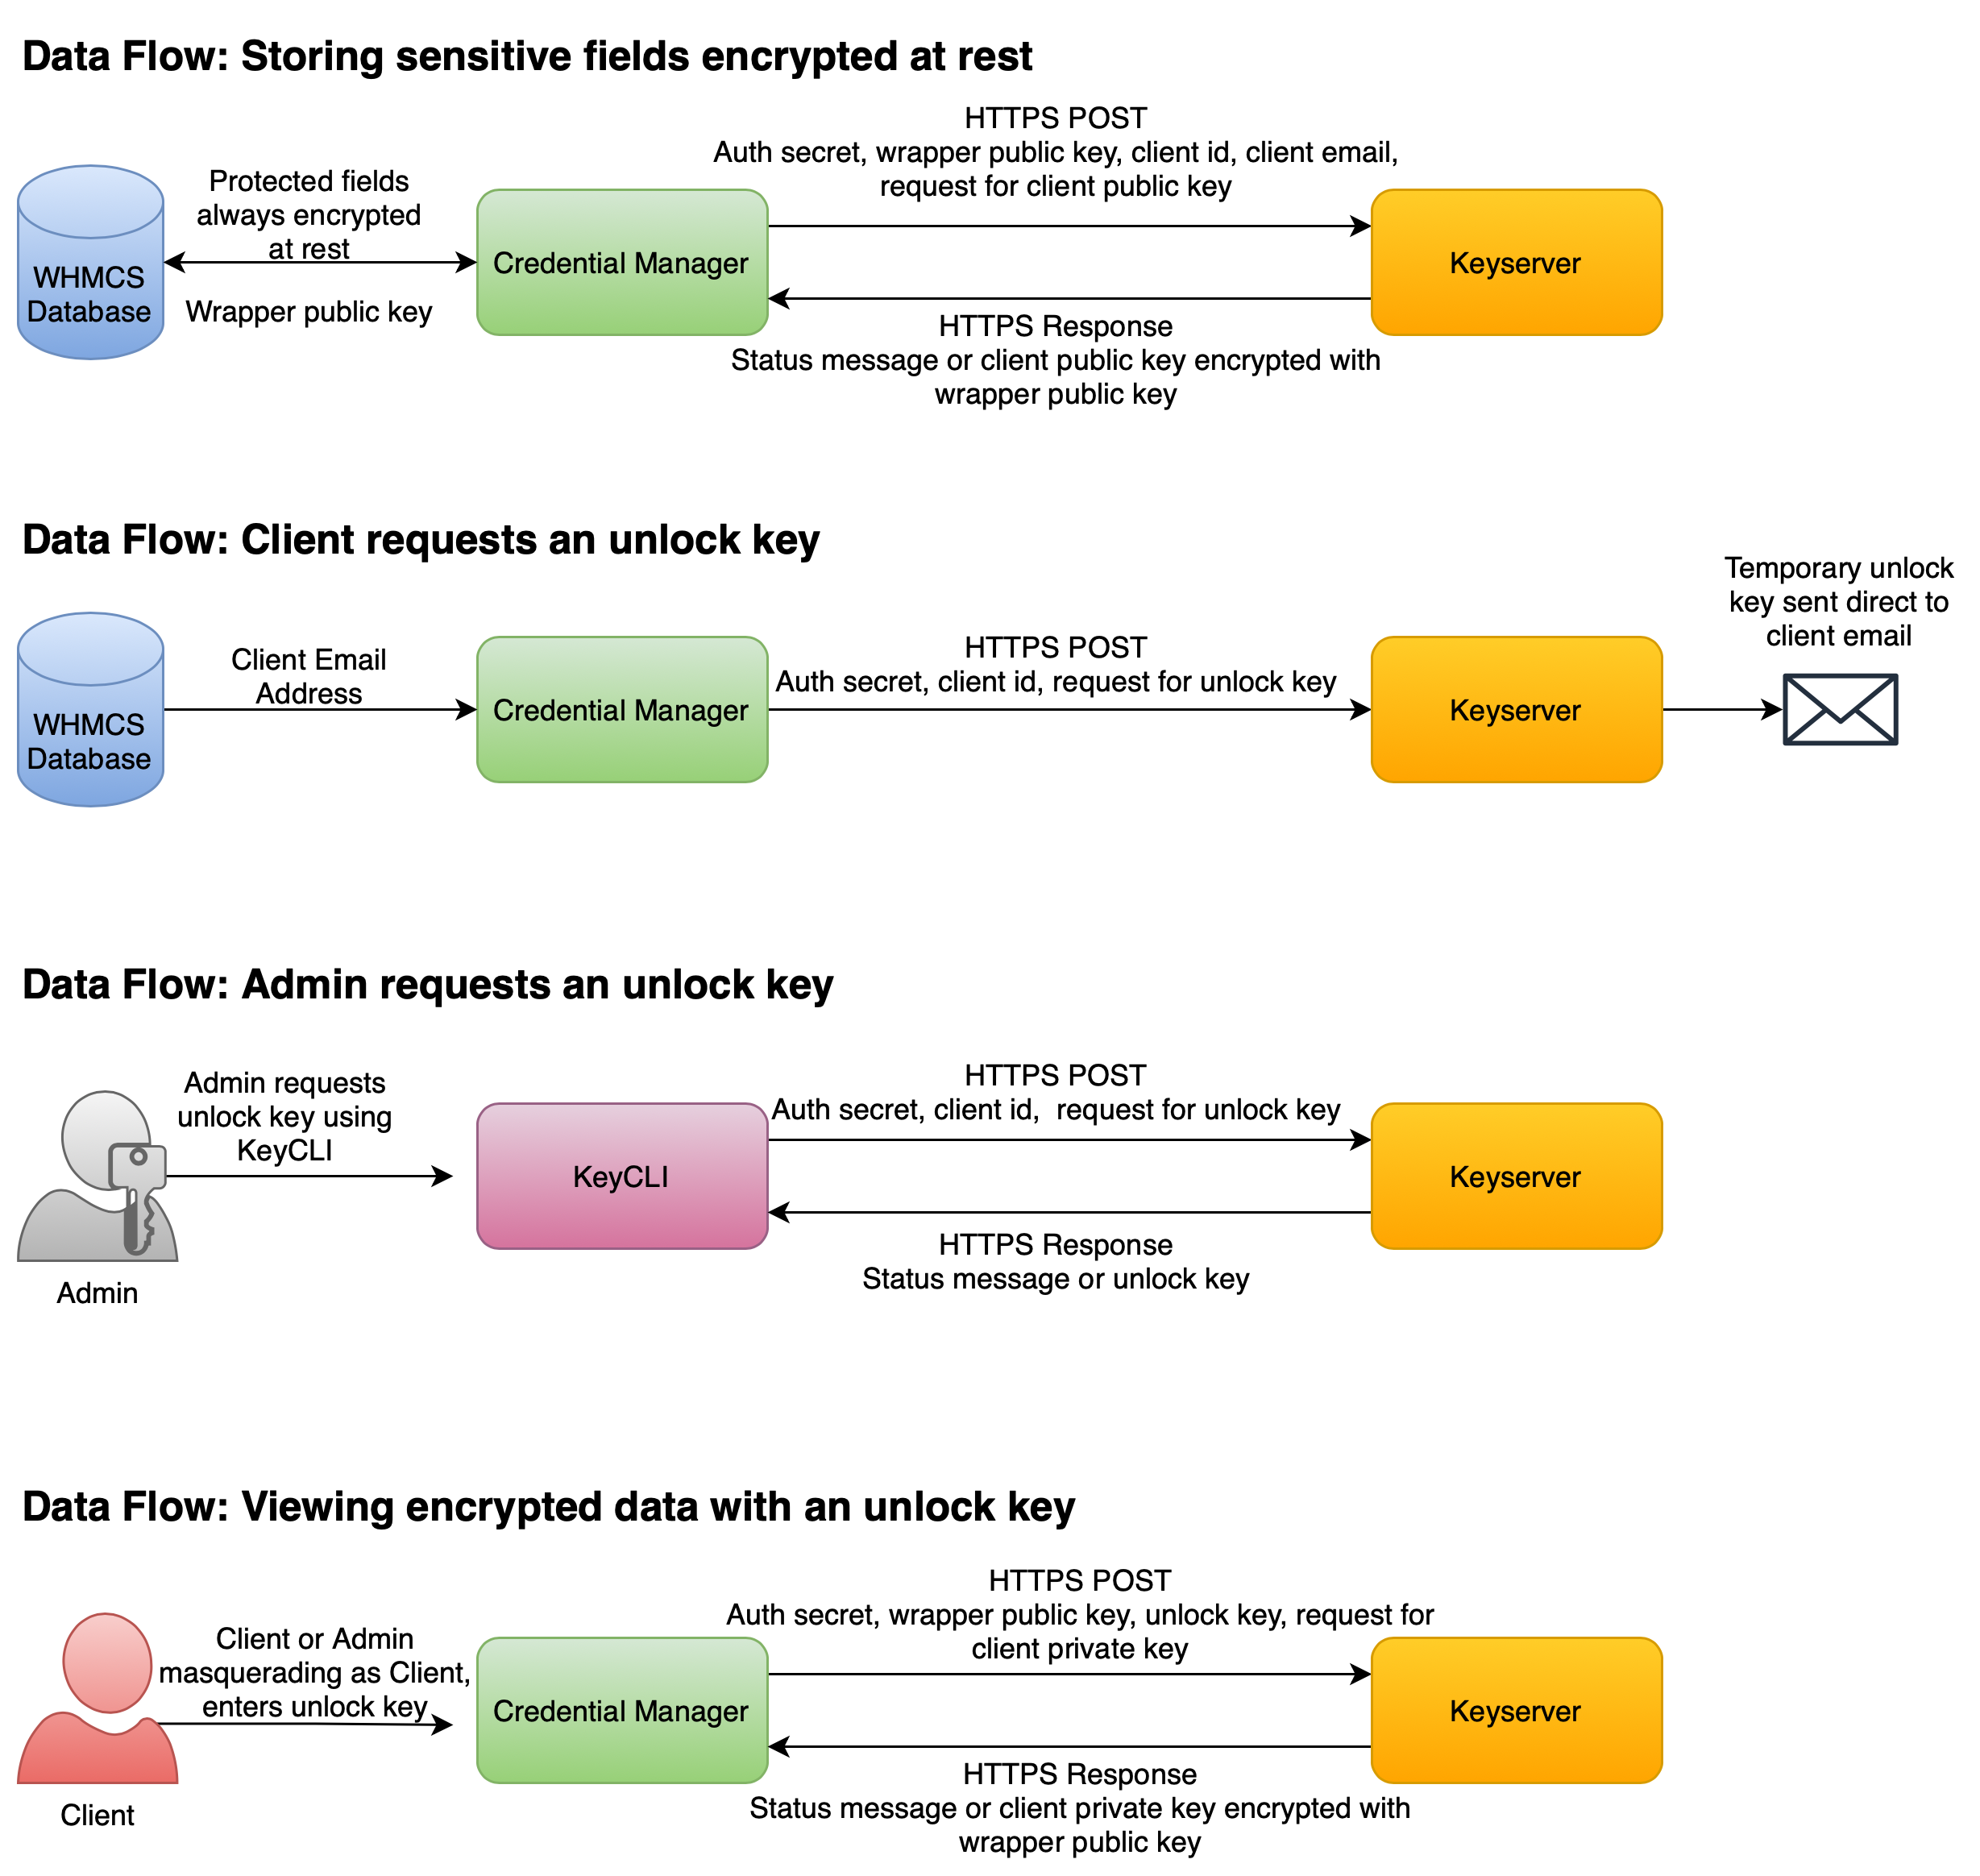 Data Flow: Storing sensitive fields encrypted at rest
HTTPS POST
Auth secret, wrapper public key, client id, client email,
request for client public key
Protected fields
always encrypted
at rest
WHMCS
Database
Wrapper public key
Credential Manager
Keyserver
HTTPS Response
Status message or client public key encrypted with
wrapper public key
Data Flow: Client requests an unlock key
Temporary unlock
key sent direct to
client email
Client Email
Address
HTTPS POST
Auth secret, client id, request for unlock key
WHMCS
Database
Credential Manager
Keyserver
Data Flow: Admin requests an unlock key
Admin requests
unlock key using
KeyCLI
HTTPS POST
Auth secret, client id,  request for unlock key
KeyCLI
Keyserver
HTTPS Response
Status message or unlock key
Admin
Data Flow: Viewing encrypted data with an unlock key
HTTPS POST
Auth secret, wrapper public key, unlock key, request for
client private key
Client or Admin
masquerading as Client,
enters unlock key
Credential Manager
Keyserver
HTTPS Response
Status message or client private key encrypted with
wrapper public key
Client